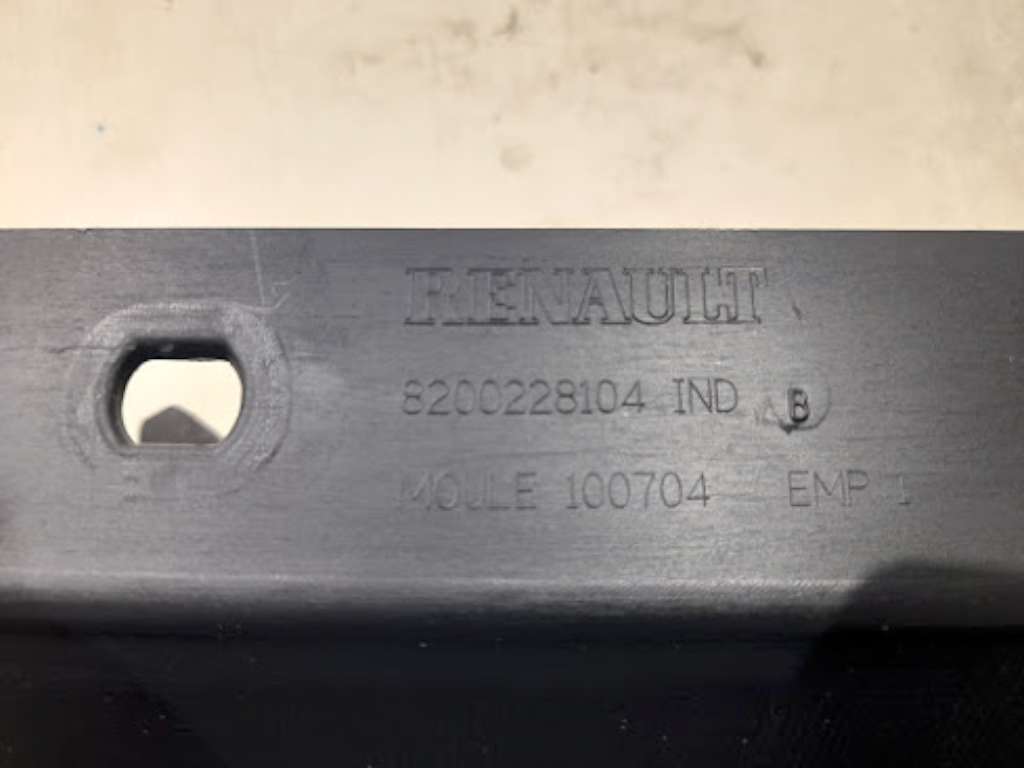 RENAULT
8200228104 IND B
MOULE 100704 EMP 1